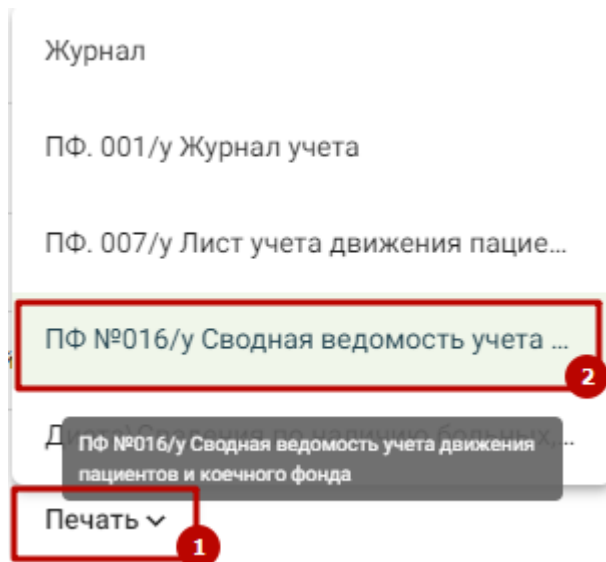 Журнал
ПФ. 001/у Журнал учета
ПФ. 007/у Лист учета движения пацие...
ПФ №016/у Сводная ведомость учета ...
2
ПФ №016/у Сводная ведомость учета движения
пациентов и коечного фонда
Печать
1